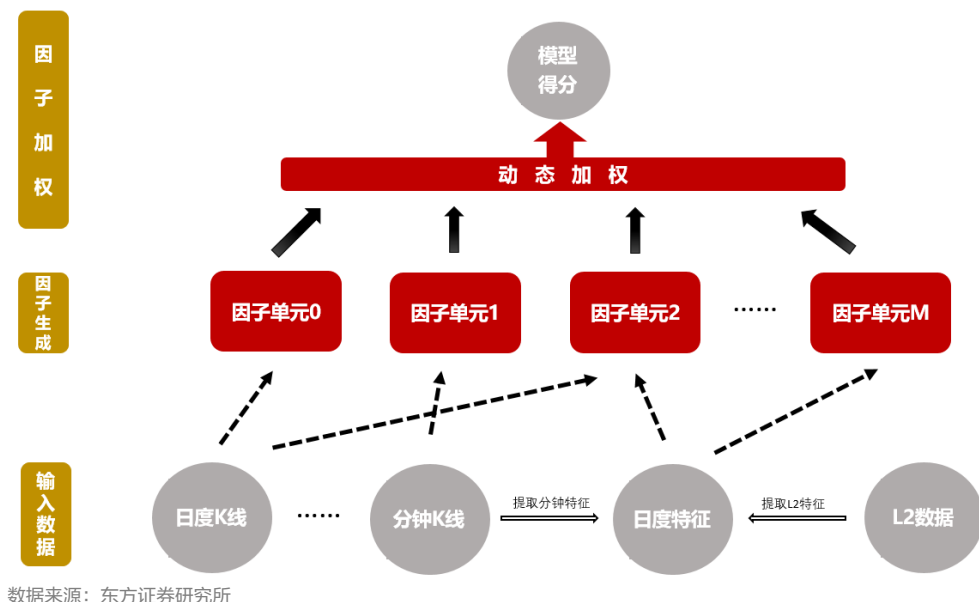 因子加权
模型
得分
动态加权
因子生成
因子单元0
因子单元1
因子单元2
……
因子单元M
输入数据
日度K线
……
分钟K线
提取分钟特征
日度特征
提取L2特征
L2数据
数据来源：东方证券研究所